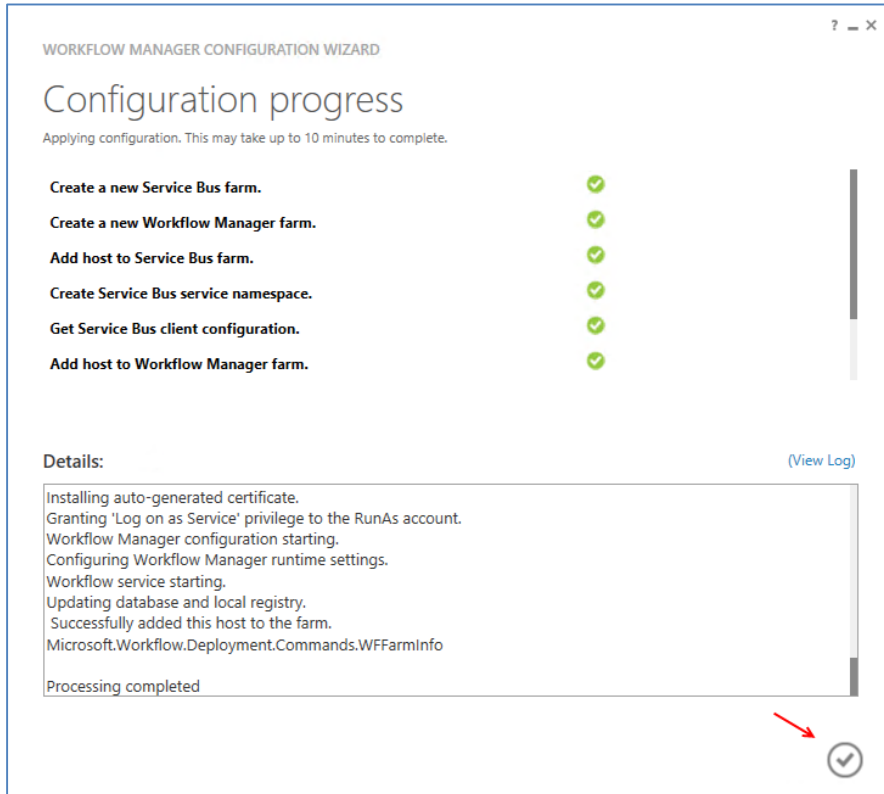 ? _ ×
WORKFLOW MANAGER CONFIGURATION WIZARD
Configuration progress
Applying configuration. This may take up to 10 minutes to complete.
Create a new Service Bus farm.
Create a new Workflow Manager farm.
Add host to Service Bus farm.
Create Service Bus service namespace.
Get Service Bus client configuration.
Add host to Workflow Manager farm.
Details:
(View Log)
Installing auto-generated certificate.
Granting 'Log on as Service' privilege to the RunAs account.
Workflow Manager configuration starting.
Configuring Workflow Manager runtime settings.
Workflow service starting.
Updating database and local registry.
Successfully added this host to the farm.
Microsoft.Workflow.Deployment.Commands.WFFarmInfo
Processing completed